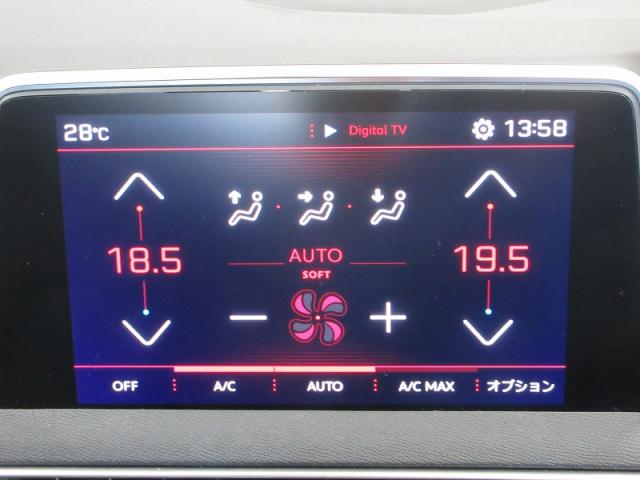 28°C Digital TV 13:58
18.5 AUTO 19.5
SOFT
OFF A/C AUTO A/C MAX オプション